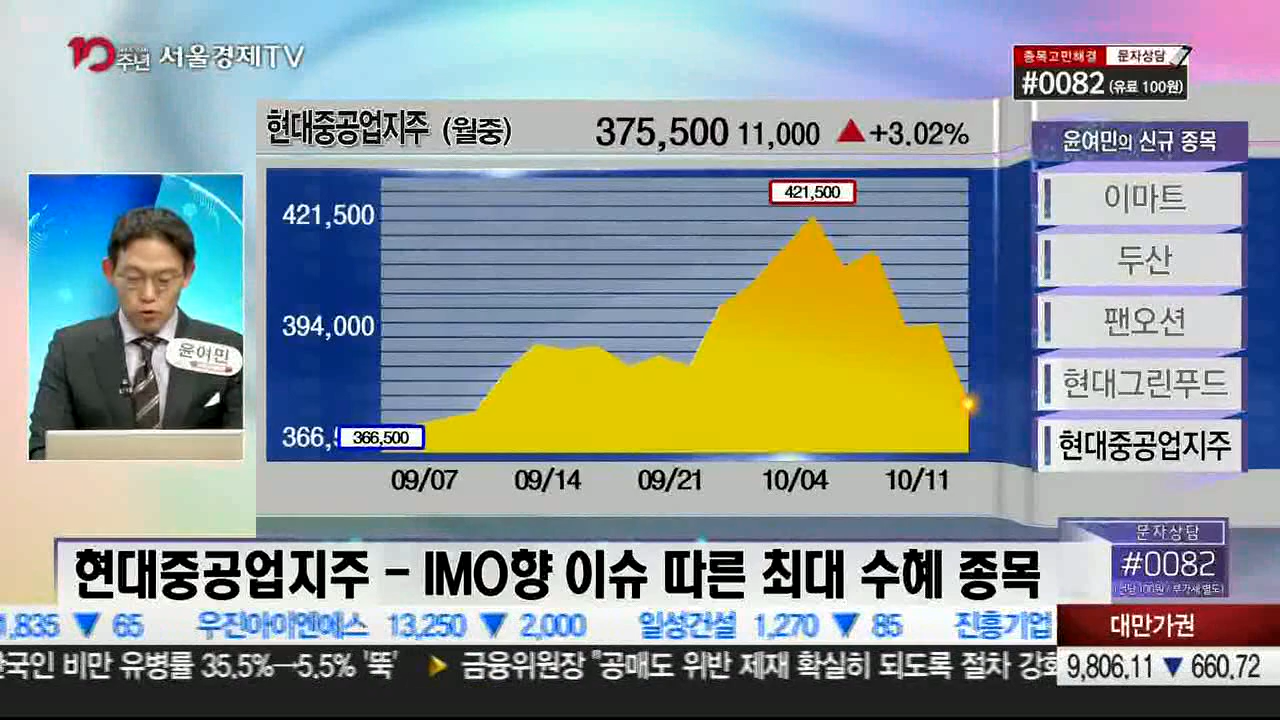 10주년 서울경제TV
종목고민해결 문자상담
#0082 (유료 100원)
현대중공업지주 (월중) 375,500 11,000 ▲+3.02%
윤여민의 신규 종목
이마트
두산
팬오션
현대그린푸드
현대중공업지주
421,500
421,500
394,000
366,
366,500
09/07 09/14 09/21 10/04 10/11
윤여민
현대중공업지주 - IMO향 이슈 따른 최대 수혜 종목
문자상담
#0082
,835 ▼ 65 우진아이엔에스 13,250 ▼ 2,000 일성건설 1,270 ▼ 85 진흥기업
대만가권
국인 비만 유병률 35.5%→5.5% '뚝' ▶ 금융위원장 "공매도 위반 제재 확실히 되도록 절차
9,806.11 ▼ 660.72